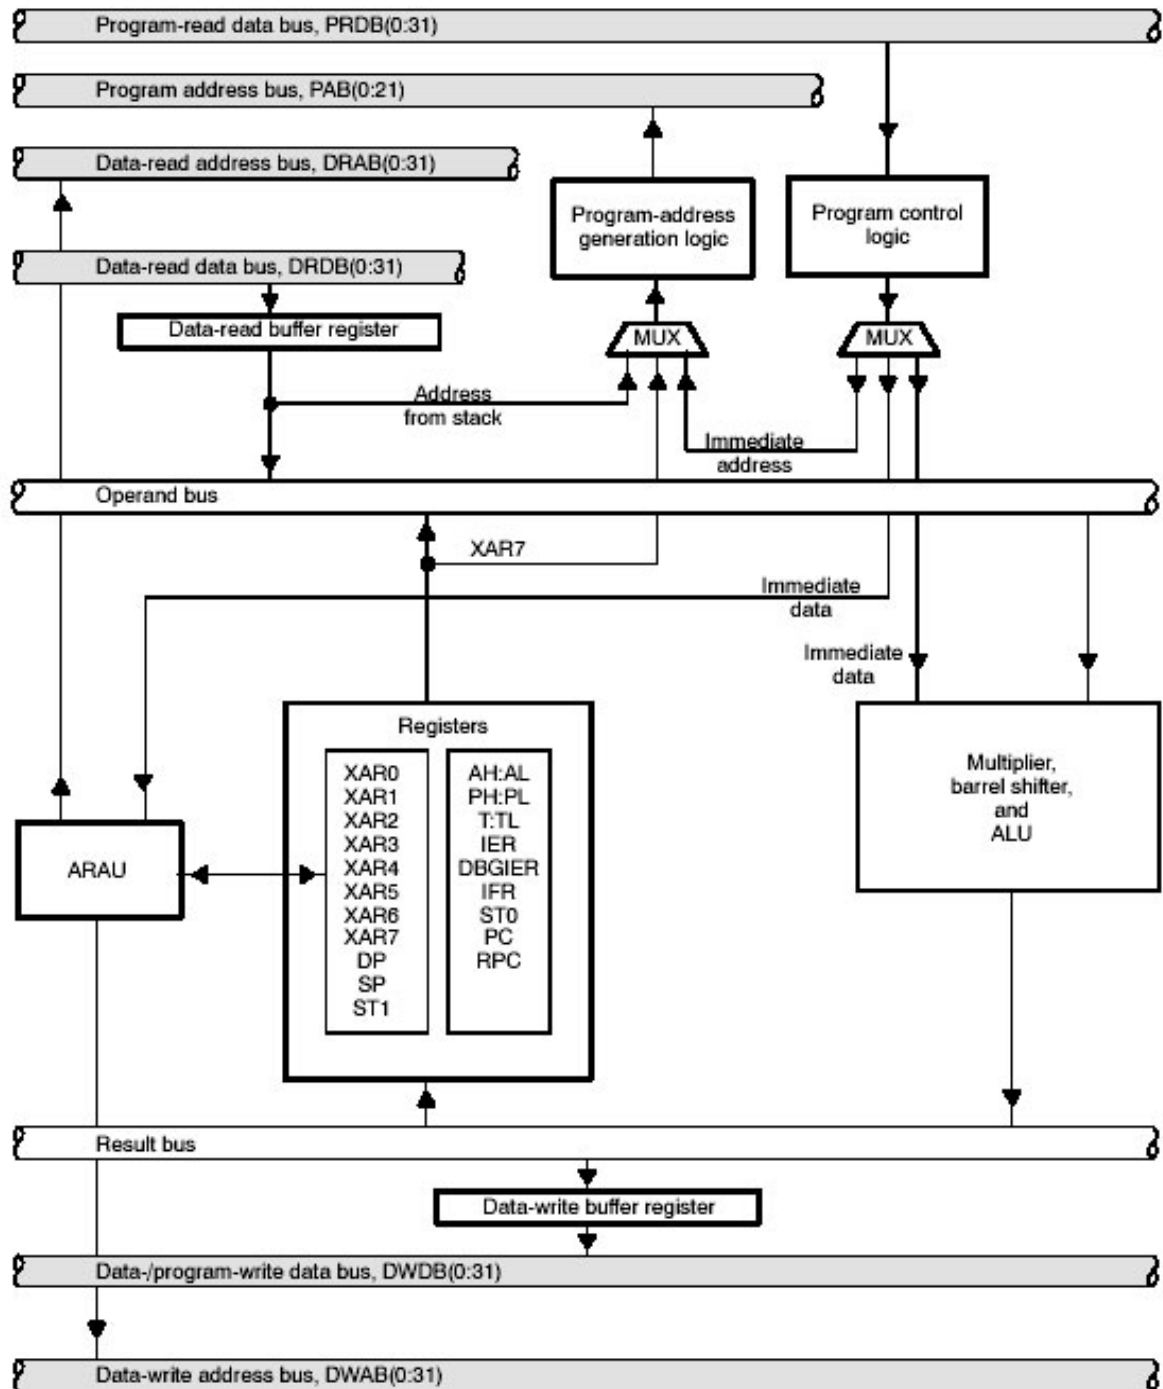 Program-read data bus, PRDB(0:31)
Program address bus, PAB(0:21)
Data-read address bus, DRAB(0:31)
Program-address
generation logic
Program control
logic
Data-read data bus, DRDB(0:31)
Data-read buffer register
MUX
MUX
Address
from stack
Immediate
address
Operand bus
XAR7
Immediate
data
Immediate
data
Registers
XAR0
XAR1
XAR2
XAR3
XAR4
XAR5
XAR6
XAR7
DP
SP
ST1
AH:AL
PH:PL
T:TL
IER
DBGIER
IFR
ST0
PC
RPC
Multiplier,
barrel shifter,
and
ALU
ARAU
Result bus
Data-write buffer register
Data-/program-write data bus, DWDB(0:31)
Data-write address bus, DWAB(0:31)